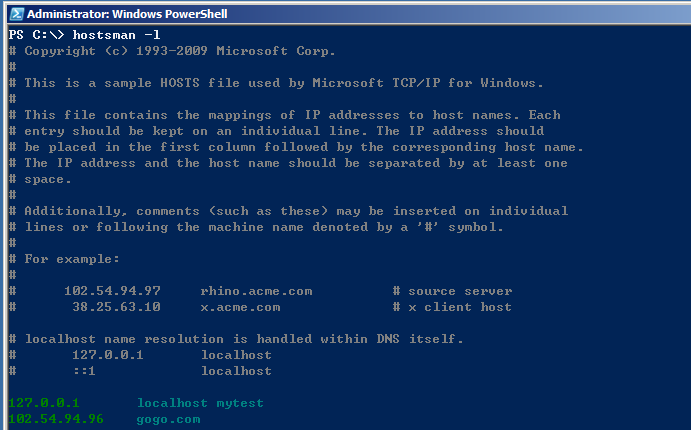 Administrator: Windows PowerShell
PS C:\> hostsman -l
# Copyright (c) 1993-2009 Microsoft Corp.
#
# This is a sample HOSTS file used by Microsoft TCP/IP for Windows.
#
# This file contains the mappings of IP addresses to host names. Each
# entry should be kept on an individual line. The IP address should
# be placed in the first column followed by the corresponding host name.
# The IP address and the host name should be separated by at least one
# space.
#
# Additionally, comments (such as these) may be inserted on individual
# lines or following the machine name denoted by a '#' symbol.
#
# For example:
#
#      102.54.94.97     rhino.acme.com          # source server
#       38.25.63.10     x.acme.com              # x client host

# localhost name resolution is handled within DNS itself.
#       127.0.0.1       localhost
#       ::1             localhost

127.0.0.1       localhost mytest
102.54.94.96    gogo.com